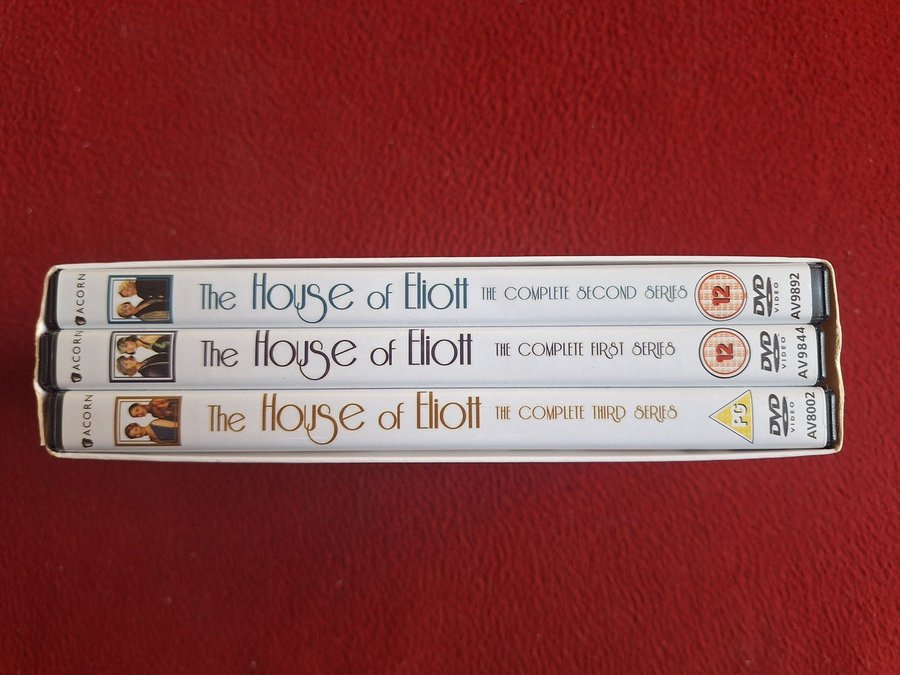 ACORN The House of Eliott THE COMPLETE SECOND SERIES 12 DVD VIDEO AV9892
ACORN The House of Eliott THE COMPLETE FIRST SERIES 12 DVD VIDEO AV9844
ACORN The House of Eliott THE COMPLETE THIRD SERIES PG DVD VIDEO AV8002